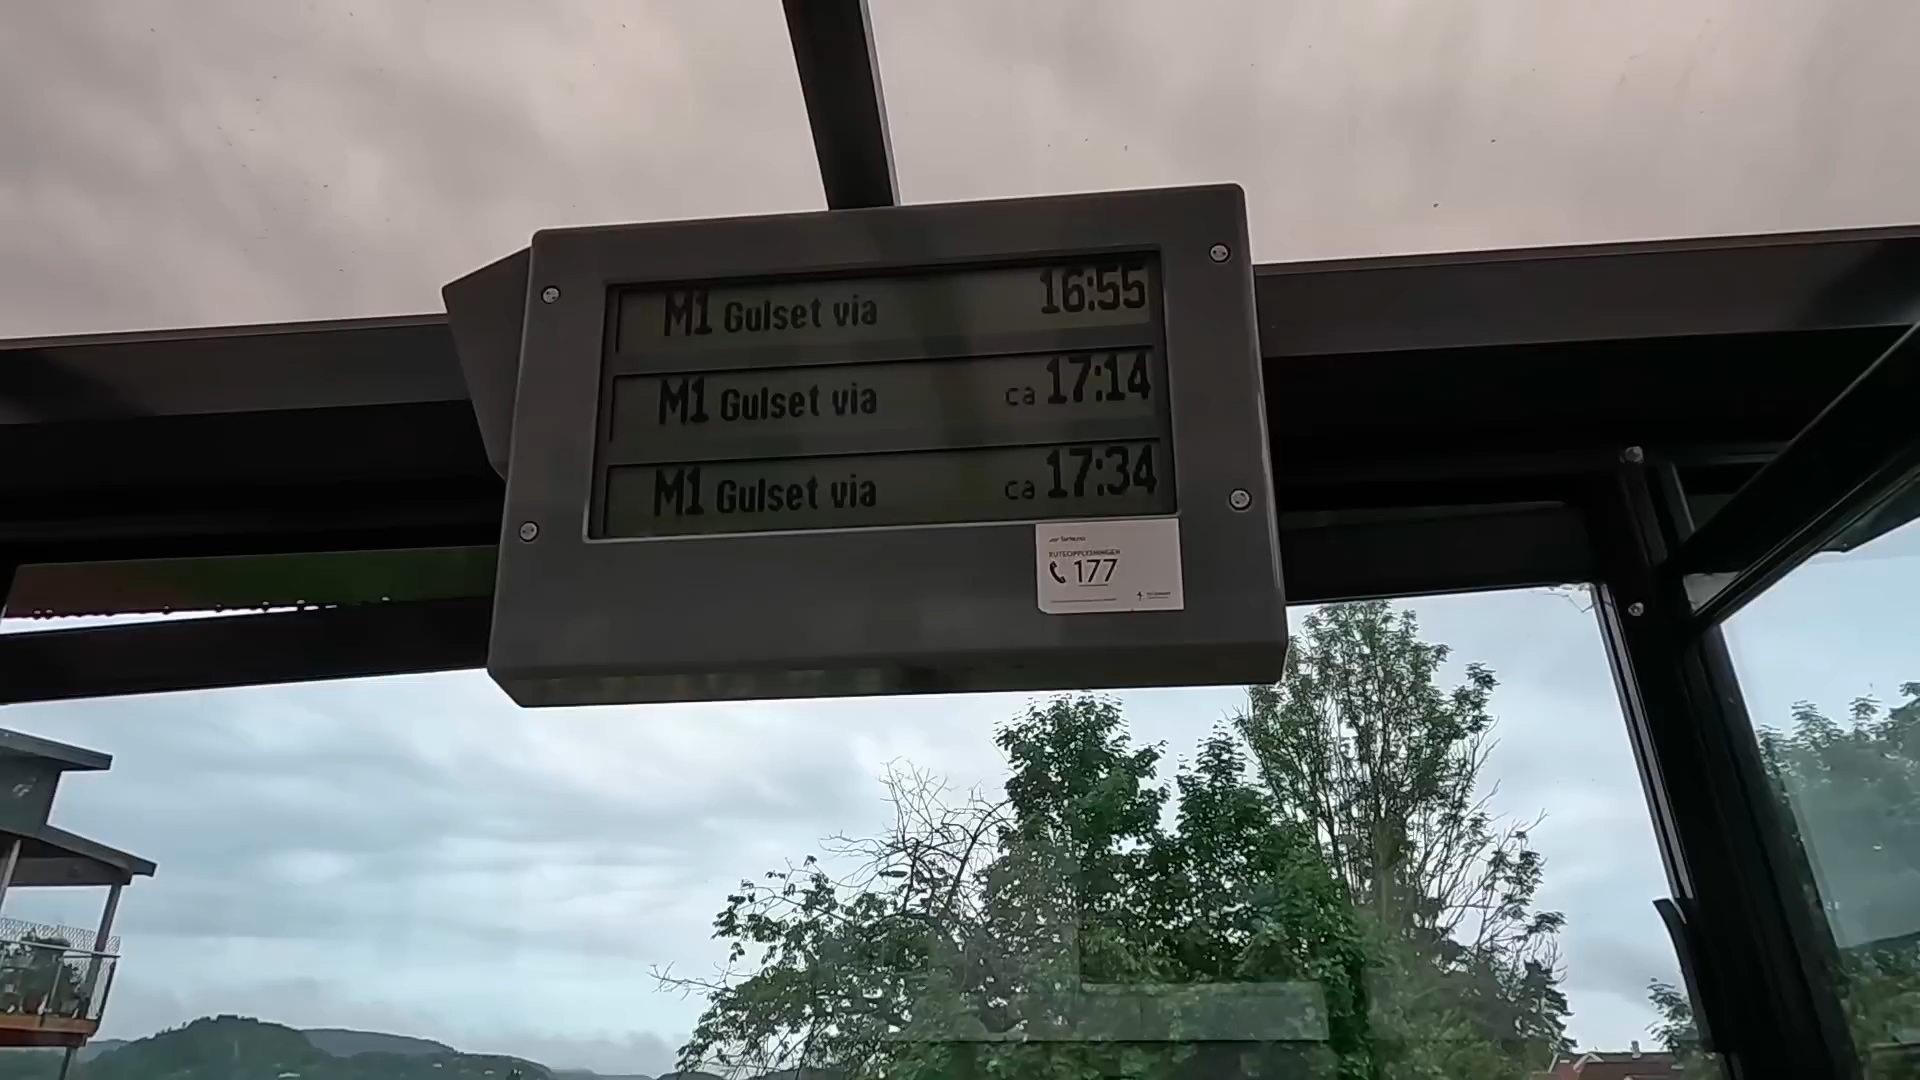 M1 Gulset via 16:55
M1 Gulset via ca 17:14
M1 Gulset via ca 17:34
RUTEOPPLYSNINGEN
177